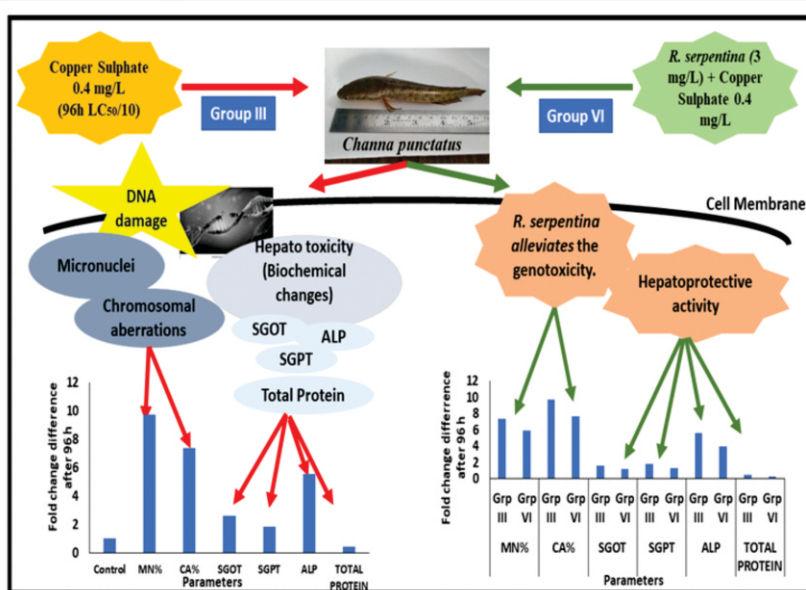 Copper Sulphate
0.4 mg/L
(96h LC50/10)
Group III
Channa punctatus
Group VI
R. serpentina (3
mg/L) + Copper
Sulphate 0.4
mg/L
Cell Membrane
DNA
damage
Micronuclei
Chromosomal
aberrations
Hepato toxicity
(Biochemical
changes)
SGOT
ALP
SGPT
Total Protein
R. serpentina
alleviates the
genotoxicity.
Hepatoprotective
activity
Fold change difference
after 96 h
12
10
8
6
4
2
0
Control MN% CA% SGOT SGPT ALP TOTAL
PROTEIN
Parameters
Fold change difererence
after 96 h
12
10
8
6
4
2
0
Grp Grp Grp Grp Grp Grp Grp Grp Grp Grp Grp Grp
III VI III VI III VI III VI III VI III VI
MN% CA% SGOT SGPT ALP TOTAL
PROTEIN
Parameters